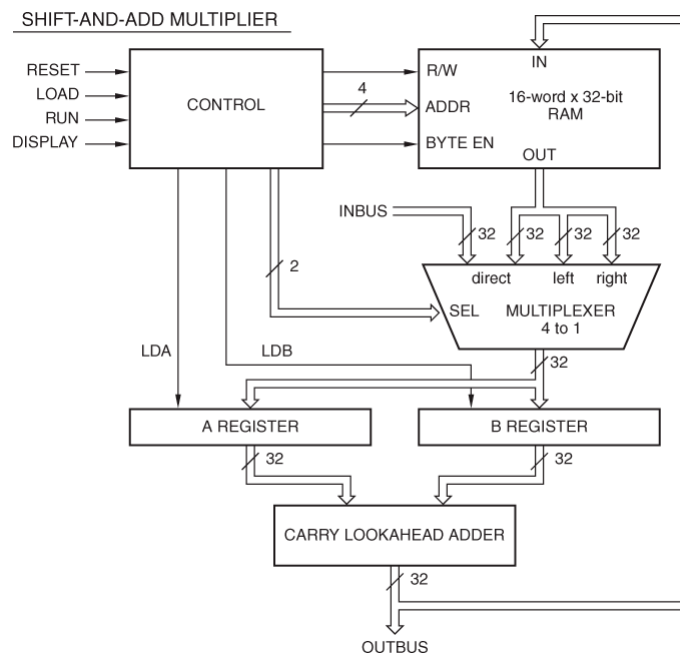 SHIFT-AND-ADD MULTIPLIER
RESET
LOAD
RUN
DISPLAY
CONTROL
4
R/W
ADDR
BYTE EN
IN
16-word x 32-bit
RAM
OUT
INBUS
32
32
32
32
2
direct
left
right
SEL
MULTIPLEXER
4 to 1
32
LDA
LDB
A REGISTER
B REGISTER
32
32
CARRY LOOKAHEAD ADDER
32
OUTBUS